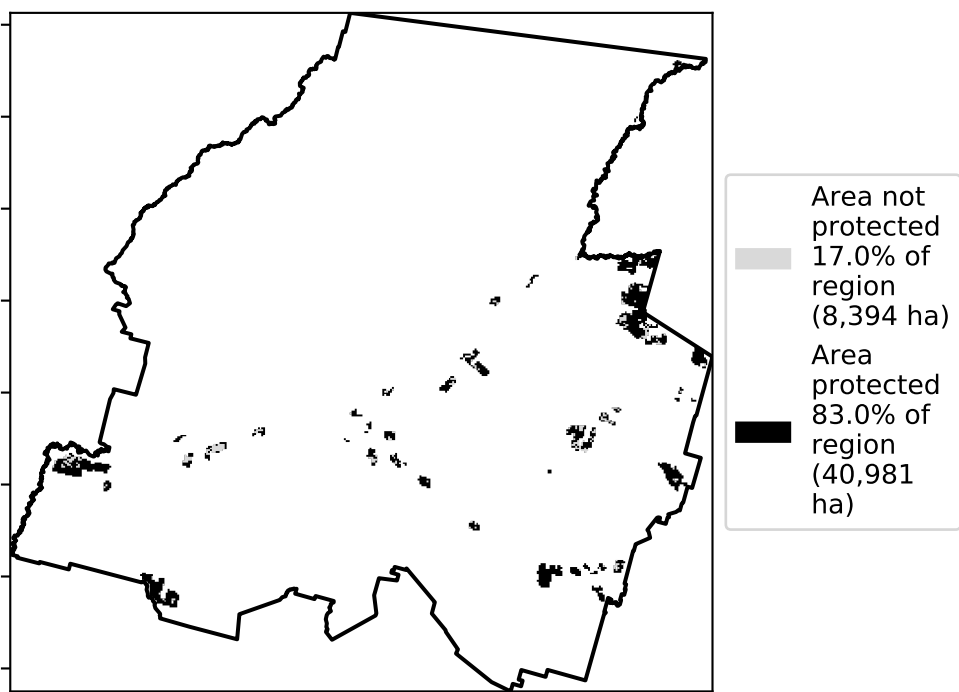 Area not
protected
17.0% of
region
(8,394 ha)
Area
protected
83.0% of
region
(40,981
ha)